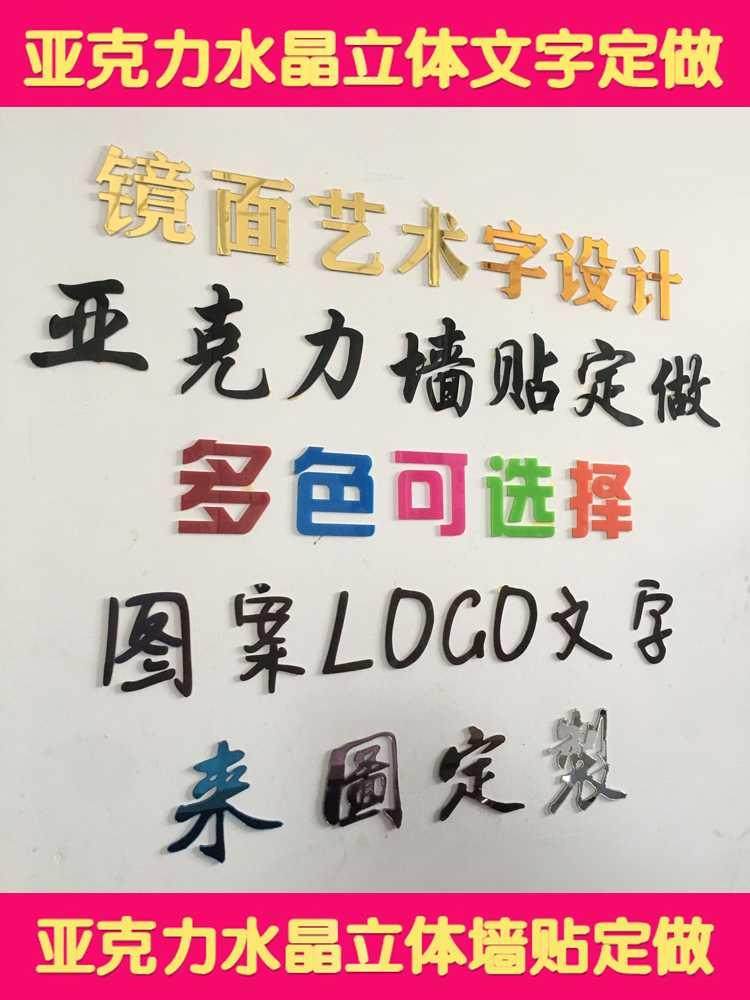 亚克力水晶立体文字定做
镜面艺术字设计
亚克力墙贴定做
多色可选择
图案LOGO文字
来圖定製
亚克力水晶立体墙贴定做